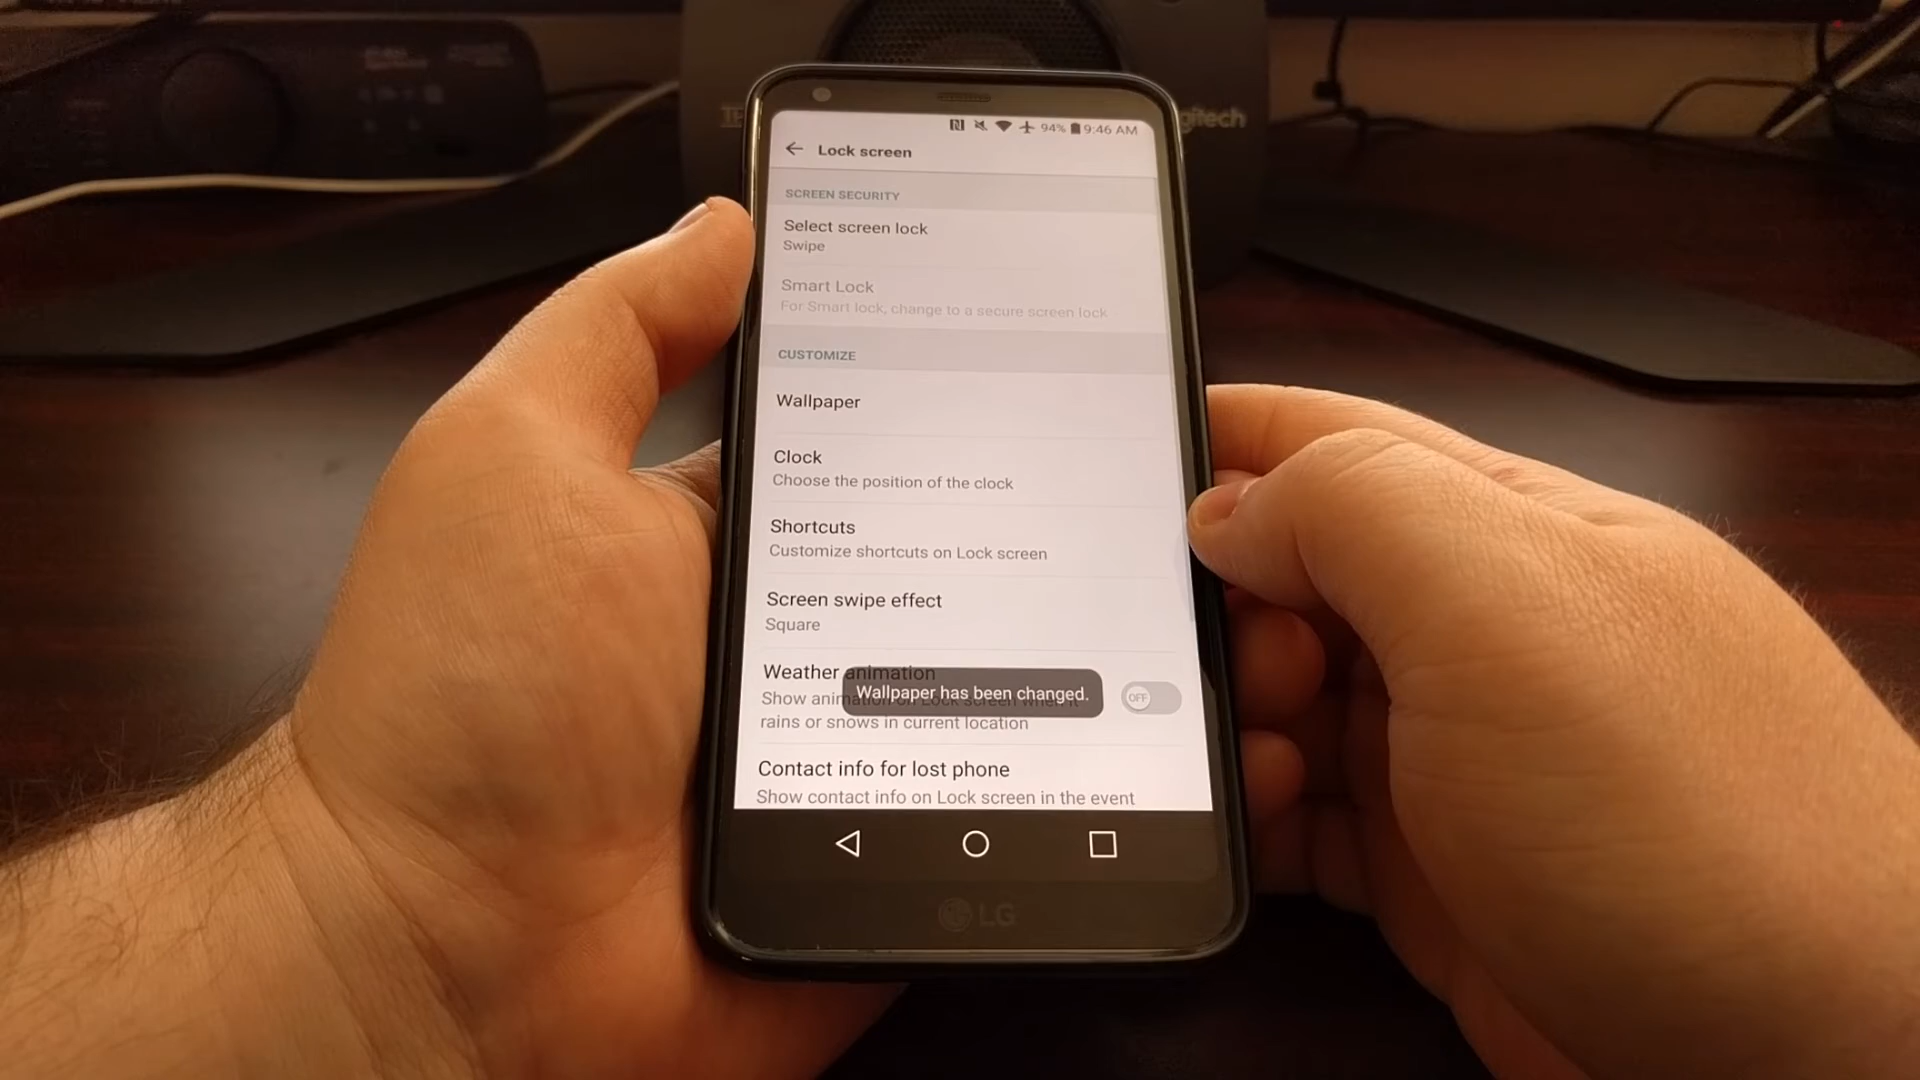 94% 9:46 AM
Lock screen
SCREEN SECURITY
Select screen lock
Swipe
Smart Lock
For Smart lock, change to a secure screen lock
CUSTOMIZE
Wallpaper
Clock
Choose the position of the clock
Shortcuts
Customize shortcuts on Lock screen
Screen swipe effect
Square
Weather animation
Show animation on Lock screen when it
rains or snows in current location
Wallpaper has been changed.
OFF
Contact info for lost phone
Show contact info on Lock screen in the event
LG
gitech